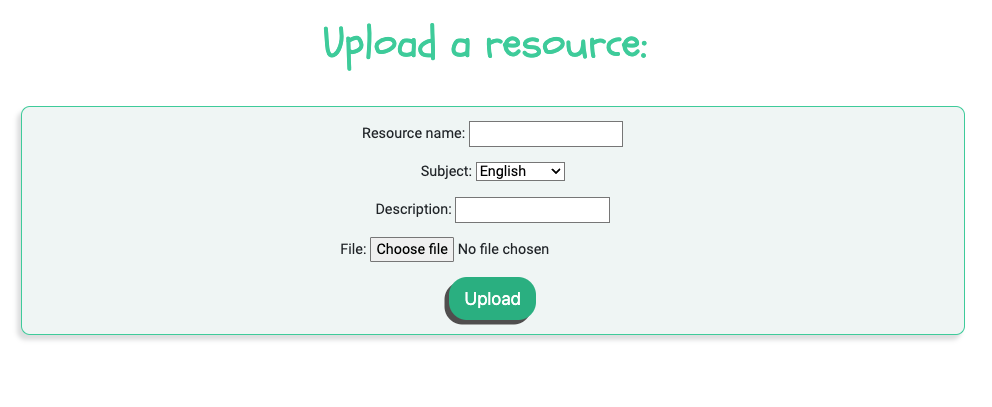 Upload a resource:
Resource name:
Subject: English
Description:
File: Choose file No file chosen
Upload